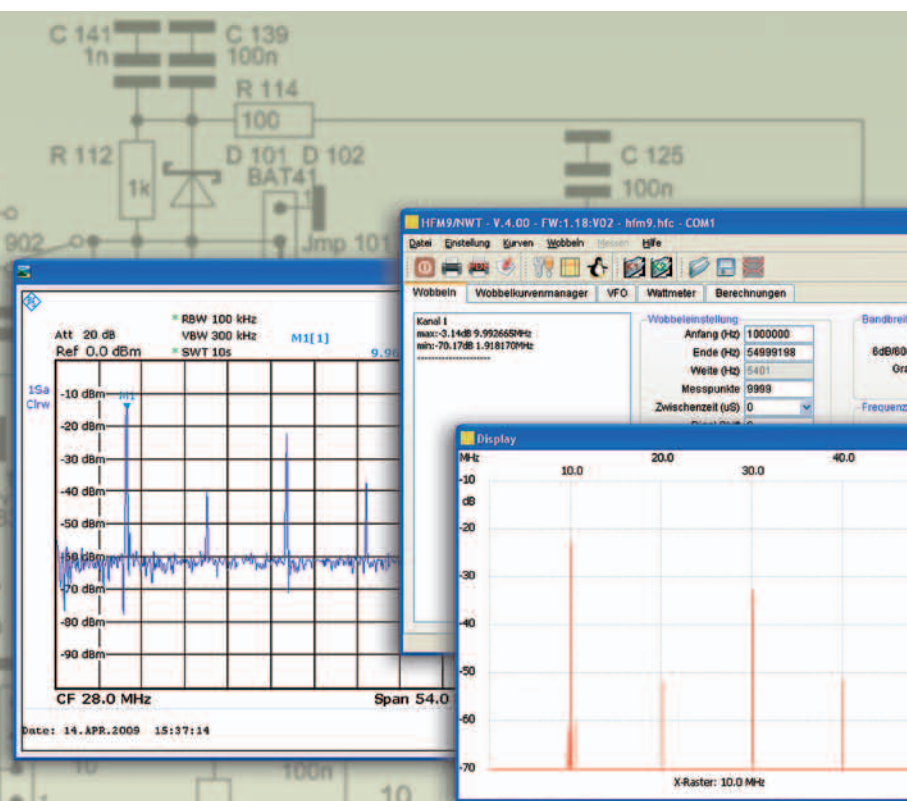 C 141
1n
C 139
100n
R 114
100
R 112
1k
D 101 D 102
BAT41
C 125
100n
902
Jmp 101
HFM9/NWT - V.4.00 - FW:1.18:V02 - hfm9.hfc - COM1
Datei Einstellung Kurven Wobbeln Messen Hilfe
PDF
Wobbeln Wobbelkurvenmanager VFO Wattmeter Berechnungen
Kanal 1
max:-3.14dB 9.992665MHz
min:-70.17dB 1.918170MHz
---------------------
Wobbeleinstellung
Anfang (Hz) 1000000
Ende (Hz) 54999198
Weite (Hz) 5401
Messpunkte 9999
Zwischenzeit (uS) 0
Bandbreit
6dB/60
Gra
Frequenz
* RBW 100 kHz
Att 20 dB VBW 300 kHz M1[1]
Ref 0.0 dBm * SWT 10s 9.96
1Sa
Clrw
M1
-10 dBm
-20 dBm
-30 dBm
-40 dBm
-50 dBm
-60 dBm
-70 dBm
-80 dBm
-90 dBm
CF 28.0 MHz Span 54.0
Date: 14.APR.2009 15:37:14
Display
MHz 10.0 20.0 30.0 40.0
-10
dB
-20
-30
-40
-50
-60
-70
X-Raster: 10.0 MHz
10
100n
10